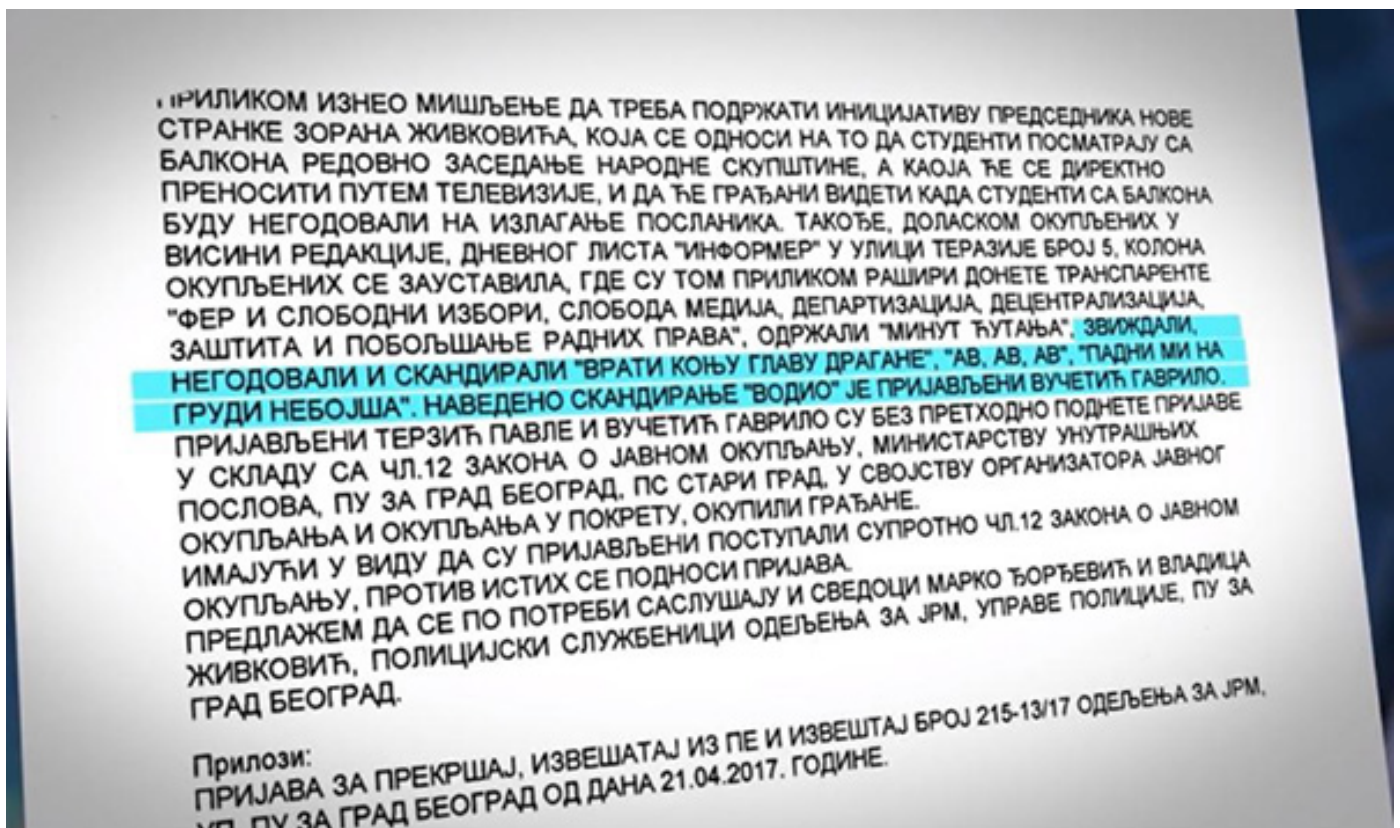 ПРИЛИКОМ ИЗНЕО МИШЉЕЊЕ ДА ТРЕБА ПОДРЖАТИ ИНИЦИЈАТИВУ ПРЕДСЕДНИКА НОВЕ
СТРАНКЕ ЗОРАНА ЖИВКОВИЋА, КОЈА СЕ ОДНОСИ НА ТО ДА СТУДЕНТИ ПОСМАТРАЈУ СА
БАЛКОНА РЕДОВНО ЗАСЕДАЊЕ НАРОДНЕ СКУПШТИНЕ, А КАОЈА ЋЕ СЕ ДИРЕКТНО
ПРЕНОСИТИ ПУТЕМ ТЕЛЕВИЗИЈЕ, И ДА ЋЕ ГРАЂАНИ ВИДЕТИ КАДА СТУДЕНТИ СА БАЛКОНА
БУДУ НЕГОДОВАЛИ НА ИЗЛАГАЊЕ ПОСЛАНИКА. ТАКОЂЕ, ДОЛАСКОМ ОКУПЉЕНИХ У
ВИСИНИ РЕДАКЦИЈЕ, ДНЕВНОГ ЛИСТА "ИНФОРМЕР" У УЛИЦИ ТЕРАЗИЈЕ БРОЈ 5, КОЛОНА
ОКУПЉЕНИХ СЕ ЗАУСТАВИЛА, ГДЕ СУ ТОМ ПРИЛИКОМ РАШИРИ ДОНЕТЕ ТРАНСПАРЕНТЕ
"ФЕР И СЛОБОДНИ ИЗБОРИ, СЛОБОДА МЕДИЈА, ДЕПАРТИЗАЦИЈА, ДЕЦЕНТРАЛИЗАЦИЈА,
ЗАШТИТА И ПОБОЉШАЊЕ РАДНИХ ПРАВА", ОДРЖАЛИ "МИНУТ ЋУТАЊА", ЗВИЖДАЛИ,
НЕГОДОВАЛИ И СКАНДИРАЛИ "ВРАТИ КОЊУ ГЛАВУ ДРАГАНЕ", "АВ, АВ, АВ", "ПАДНИ МИ НА
ГРУДИ НЕБОЈША". НАВЕДЕНО СКАНДИРАЊЕ "ВОДИО" ЈЕ ПРИЈАВЉЕНИ ВУЧЕТИЋ ГАВРИЛО.
ПРИЈАВЉЕНИ ТЕРЗИЋ ПАВЛЕ И ВУЧЕТИЋ ГАВРИЛО СУ БЕЗ ПРЕТХОДНО ПОДНЕТЕ ПРИЈАВЕ
У СКЛАДУ СА ЧЛ.12 ЗАКОНА О ЈАВНОМ ОКУПЉАЊУ, МИНИСТАРСТВУ УНУТРАШЊИХ
ПОСЛОВА, ПУ ЗА ГРАД БЕОГРАД, ПС СТАРИ ГРАД, У СВОЈСТВУ ОРГАНИЗАТОРА ЈАВНОГ
ОКУПЉАЊА И ОКУПЉАЊА У ПОКРЕТУ, ОКУПИЛИ ГРАЂАНЕ.
ИМАЈУЋИ У ВИДУ ДА СУ ПРИЈАВЉЕНИ ПОСТУПАЛИ СУПРОТНО ЧЛ.12 ЗАКОНА О ЈАВНОМ
ОКУПЉАЊУ, ПРОТИВ ИСТИХ СЕ ПОДНОСИ ПРИЈАВА.
ПРЕДЛАЖЕМ ДА СЕ ПО ПОТРЕБИ САСЛУШАЈУ И СВЕДОЦИ МАРКО ЂОРЂЕВИЋ И ВЛАДИЦА
ЖИВКОВИЋ, ПОЛИЦИЈСКИ СЛУЖБЕНИЦИ ОДЕЉЕЊА ЗА ЈРМ, УПРАВЕ ПОЛИЦИЈЕ, ПУ ЗА
ГРАД БЕОГРАД.
Прилози:
ПРИЈАВА ЗА ПРЕКРШАЈ, ИЗВЕШАТАЈ ИЗ ПЕ И ИЗВЕШТАЈ БРОЈ 215-13/17 ОДЕЉЕЊА ЗА ЈРМ,
УП, ПУ ЗА ГРАД БЕОГРАД ОД ДАНА 21.04.2017. ГОДИНЕ.